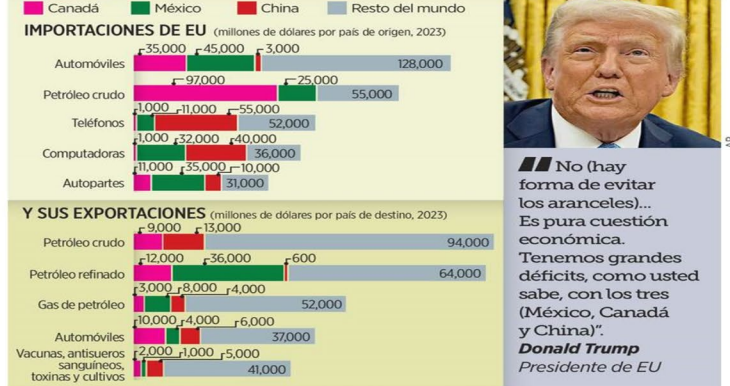 Canadá México China Resto del mundo
IMPORTACIONES DE EU (millones de dólares por país de origen, 2023)
35,000 45,000 3,000
Automóviles 128,000
97,000 25,000
Petróleo crudo 55,000
1,000 11,000 55,000
Teléfonos 52,000
1,000 32,000 40,000
Computadoras 36,000
11,000 35,000 10,000
Autopartes 31,000
Y SUS EXPORTACIONES (millones de dólares por país de destino, 2023)
9,000 13,000
Petróleo crudo 94,000
12,000 36,000 600
Petróleo refinado 64,000
3,000 8,000 4,000
Gas de petróleo 52,000
10,000 4,000 6,000
Automóviles 37,000
2,000 1,000 5,000
Vacunas, antisueros
sanguíneos,
toxinas y cultivos 41,000
No (hay
forma de evitar
los aranceles)...
Es pura cuestión
económica.
Tenemos grandes
déficits, como usted
sabe, con los tres
(México, Canadá
y China)”.
Donald Trump
Presidente de EU